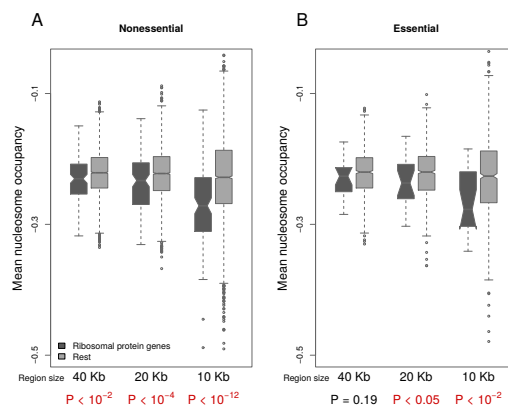 A
Nonessential
Mean nucleosome occupancy
−0.1
−0.3
−0.5
Ribosomal protein genes
Rest
Region size 40 Kb 20 Kb 10 Kb
P < 10⁻² P < 10⁻⁴ P < 10⁻¹²
B
Essential
Mean nucleosome occupancy
−0.1
−0.3
−0.5
Region size 40 Kb 20 Kb 10 Kb
P = 0.19 P < 0.05 P < 10⁻²